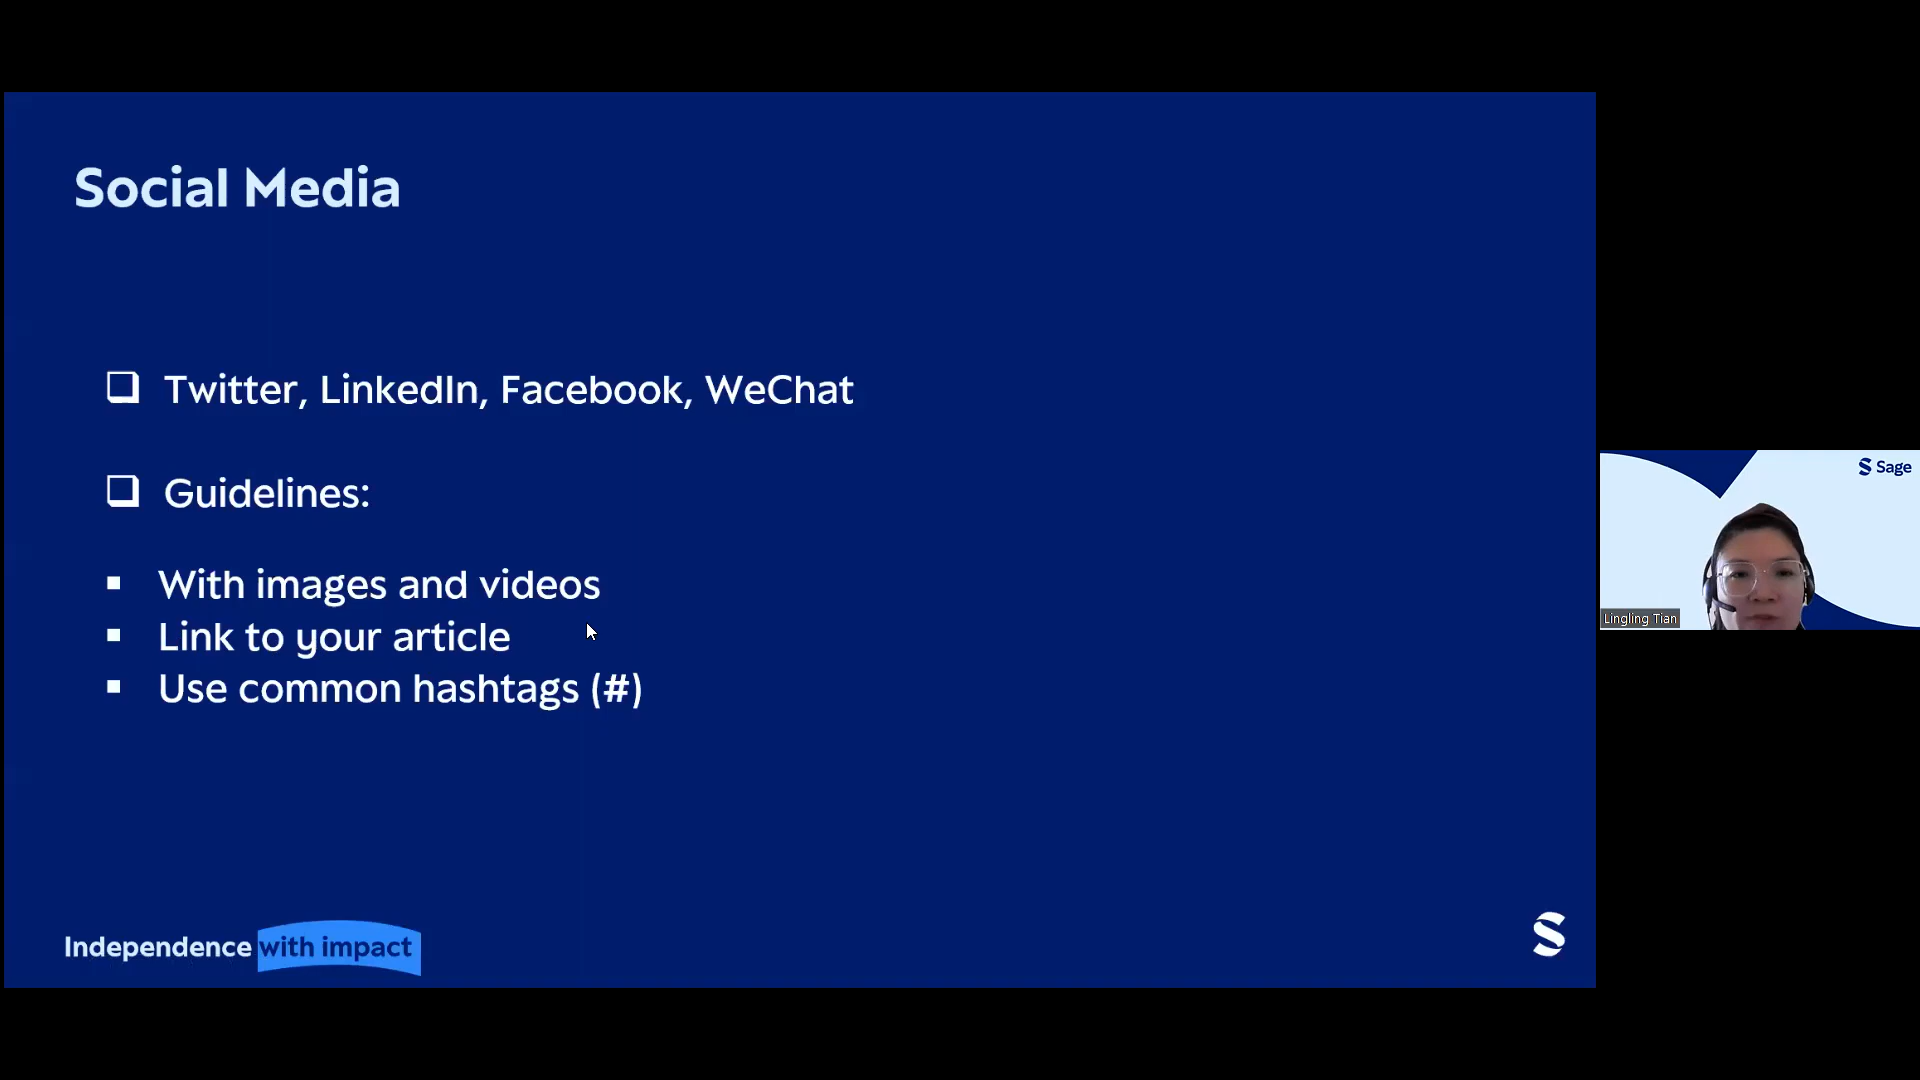 Social Media
Twitter, LinkedIn, Facebook, WeChat
Guidelines:
With images and videos
Link to your article
Use common hashtags (#)
Independence with impact
Sage
Lingling Tian